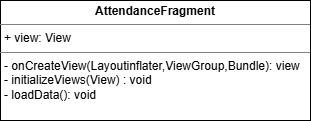 AttendanceFragment
+ view: View
- onCreateView(Layoutinflater,ViewGroup,Bundle): view
- initializeViews(View) : void
- loadData(): void